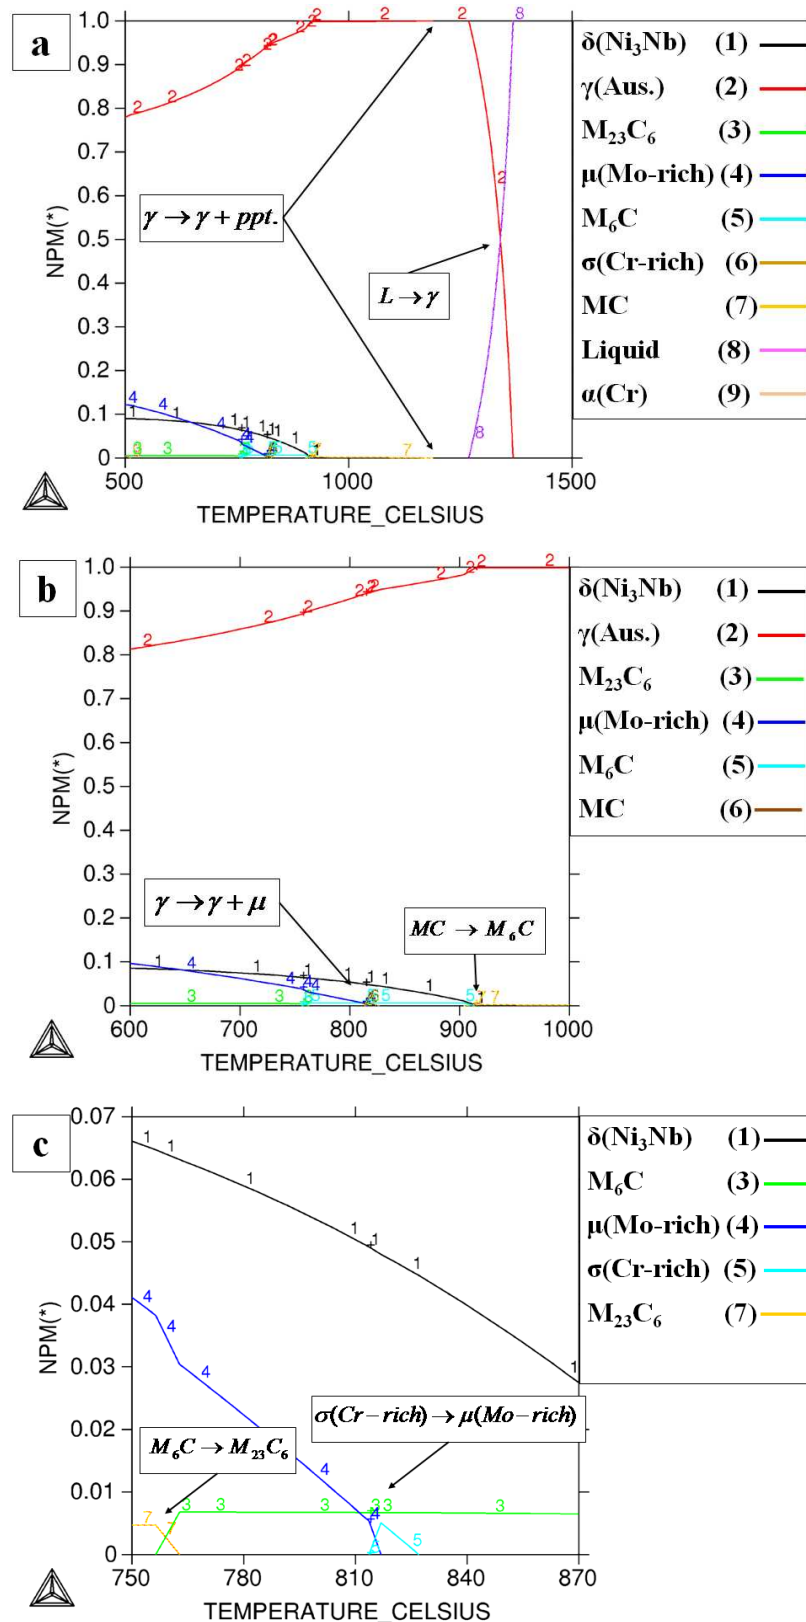 a
1.0
0.9
0.8
0.7
0.6
0.5
0.4
0.3
0.2
0.1
0
NPM(*)
500
1000
1500
TEMPERATURE_CELSIUS
γ → γ + ppt.
L → γ
δ(Ni₃Nb) (1)
γ(Aus.) (2)
M₂₃C₆ (3)
μ(Mo-rich) (4)
M₆C (5)
σ(Cr-rich) (6)
MC (7)
Liquid (8)
α(Cr) (9)
b
1.0
0.9
0.8
0.7
0.6
0.5
0.4
0.3
0.2
0.1
0
NPM(*)
600
700
800
900
1000
TEMPERATURE_CELSIUS
γ → γ + μ
MC → M₆C
δ(Ni₃Nb) (1)
γ(Aus.) (2)
M₂₃C₆ (3)
μ(Mo-rich) (4)
M₆C (5)
MC (6)
c
0.07
0.06
0.05
0.04
0.03
0.02
0.01
0
NPM(*)
750
780
810
840
870
TEMPERATURE_CELSIUS
σ(Cr-rich) → μ(Mo-rich)
M₆C → M₂₃C₆
δ(Ni₃Nb) (1)
M₆C (3)
μ(Mo-rich) (4)
σ(Cr-rich) (5)
M₂₃C₆ (7)